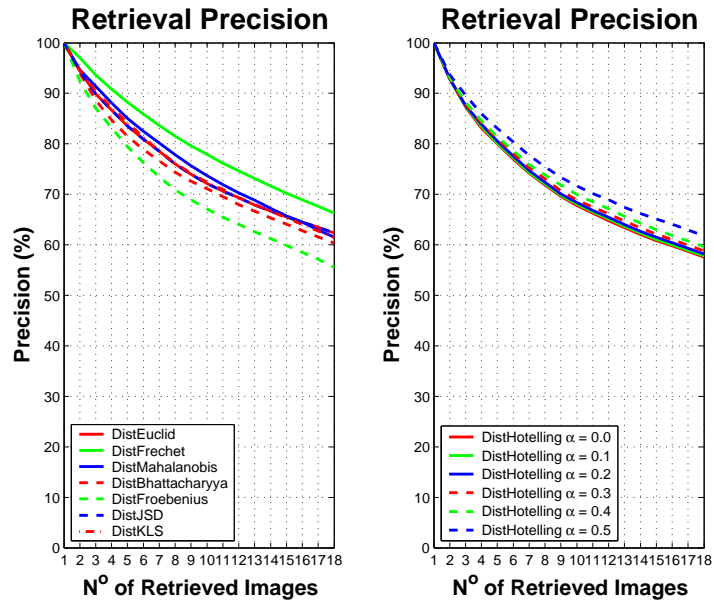 Retrieval Precision
Precision (%)
100
90
80
70
60
50
40
30
20
10
0
DistEuclid
DistFrechet
DistMahalanobis
DistBhattacharyya
DistFroebenius
DistJSD
DistKLS
1 2 3 4 5 6 7 8 9 10 11 12 13 14 15 16 17 18
Nº of Retrieved Images
Retrieval Precision
Precision (%)
100
90
80
70
60
50
40
30
20
10
0
DistHotelling α = 0.0
DistHotelling α = 0.1
DistHotelling α = 0.2
DistHotelling α = 0.3
DistHotelling α = 0.4
DistHotelling α = 0.5
1 2 3 4 5 6 7 8 9 10 11 12 13 14 15 16 17 18
Nº of Retrieved Images